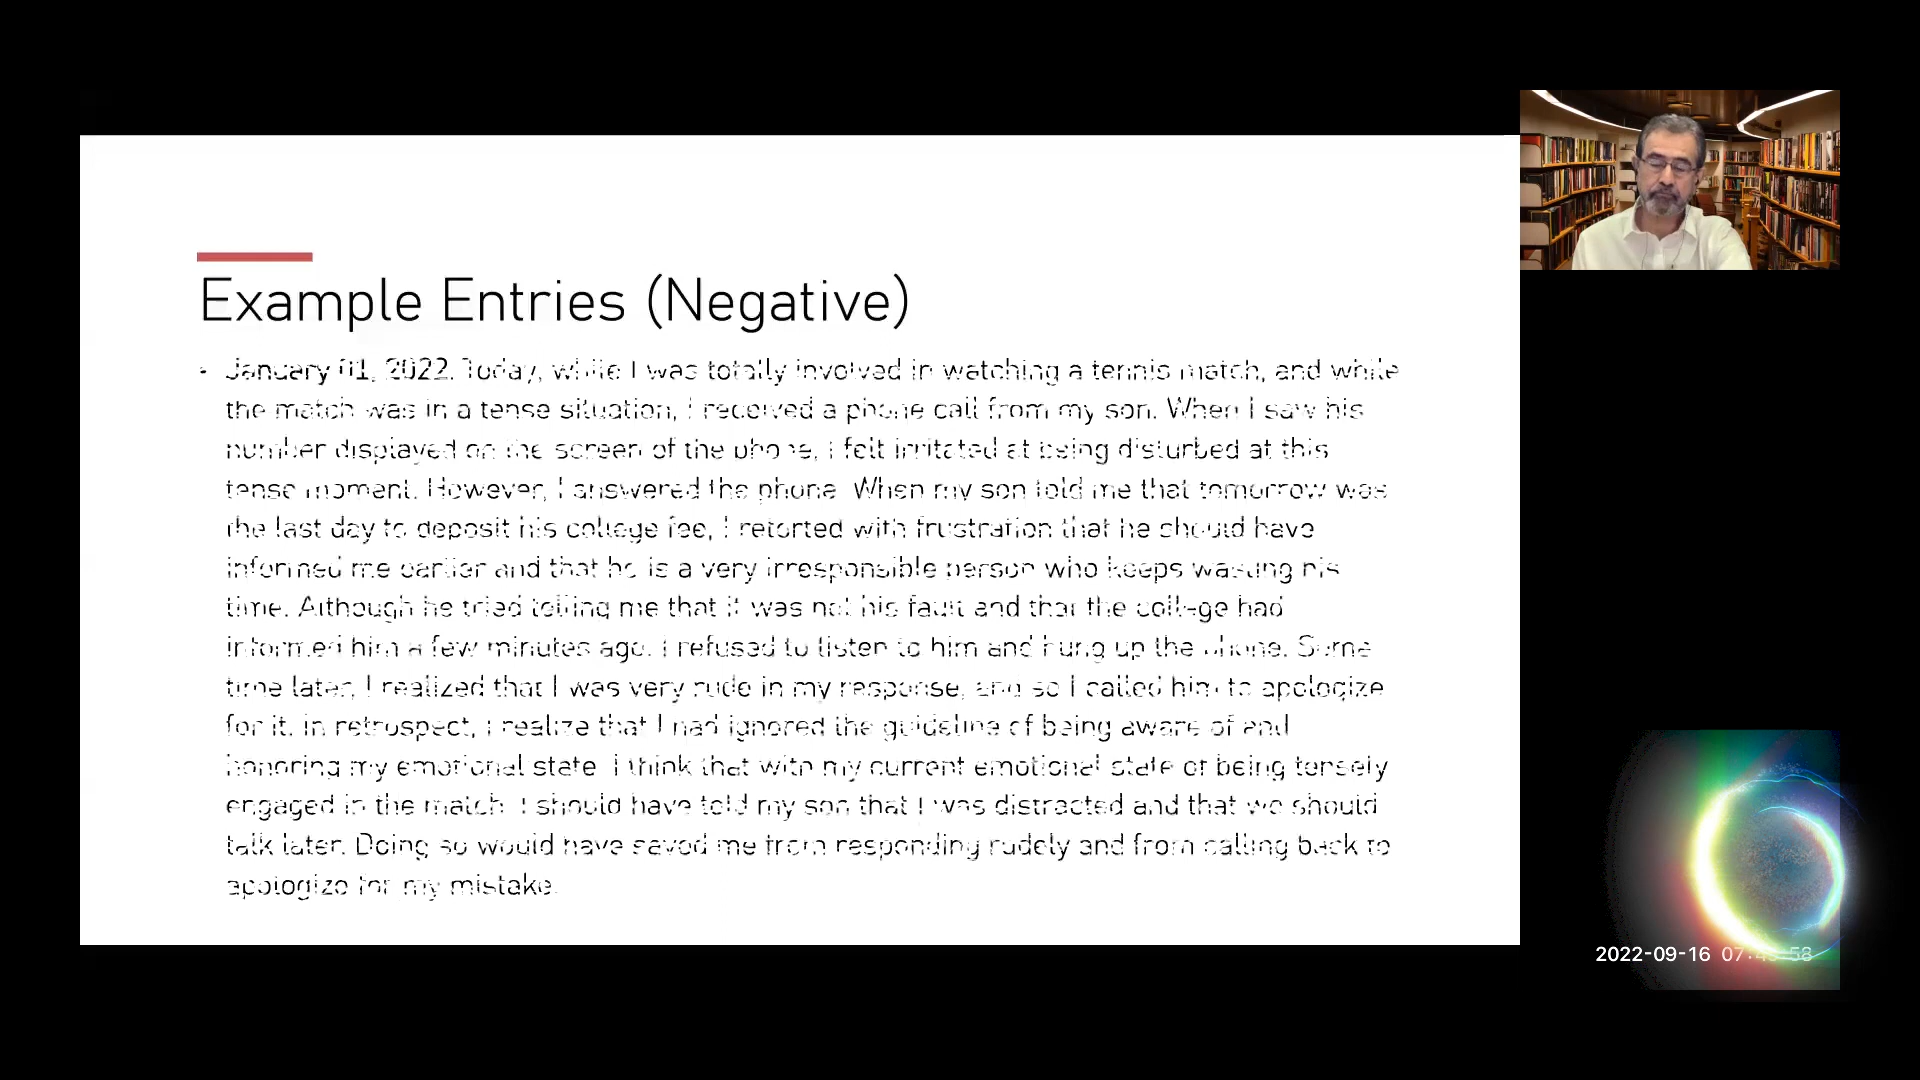 Example Entries (Negative)
• January 01, 2022. Today, while I was totally involved in watching a tennis match, and while
the match was in a tense situation, I received a phone call from my son. When I saw his
number displayed on the screen of the phone, I felt irritated at being disturbed at this
tense moment. However, I answered the phone. When my son told me that tomorrow was
the last day to deposit his college fee, I retorted with frustration that he should have
informed me earlier and that he is a very irresponsible person who keeps wasting his
time. Although he tried telling me that it was not his fault and that the college had
informed him a few minutes ago. I refused to listen to him and hung up the phone. Some
time later, I realized that I was very rude in my response, and so I called him to apologize
for it. In retrospect, I realize that I had ignored the guideline of being aware of and
honoring my emotional state. I think that with my current emotional state of being tensely
engaged in the match, I should have told my son that I was distracted and that we should
talk later. Doing so would have saved me from responding rudely and from calling back to
apologize for my mistake.
2022-09-16